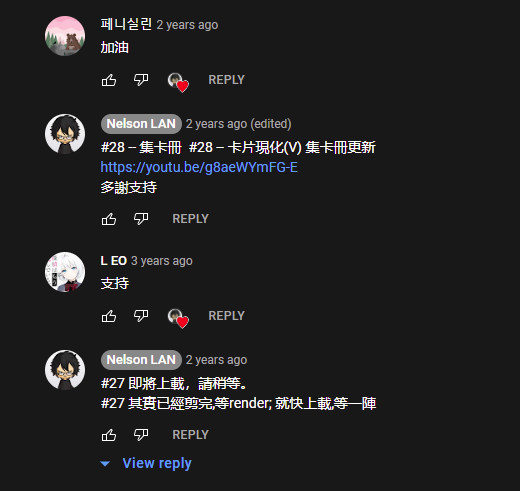 페니실린 2 years ago
加油
REPLY
Nelson LAN 2 years ago (edited)
#28 – 集卡冊 #28 – 卡片現化(V) 集卡冊更新
https://youtu.be/g8aeWYmFG-E
多謝支持
REPLY
L EO 3 years ago
支持
REPLY
Nelson LAN 2 years ago
#27 即將上載，請稍等。
#27 其實已經剪完,等render; 就快上載,等一陣
REPLY
View reply